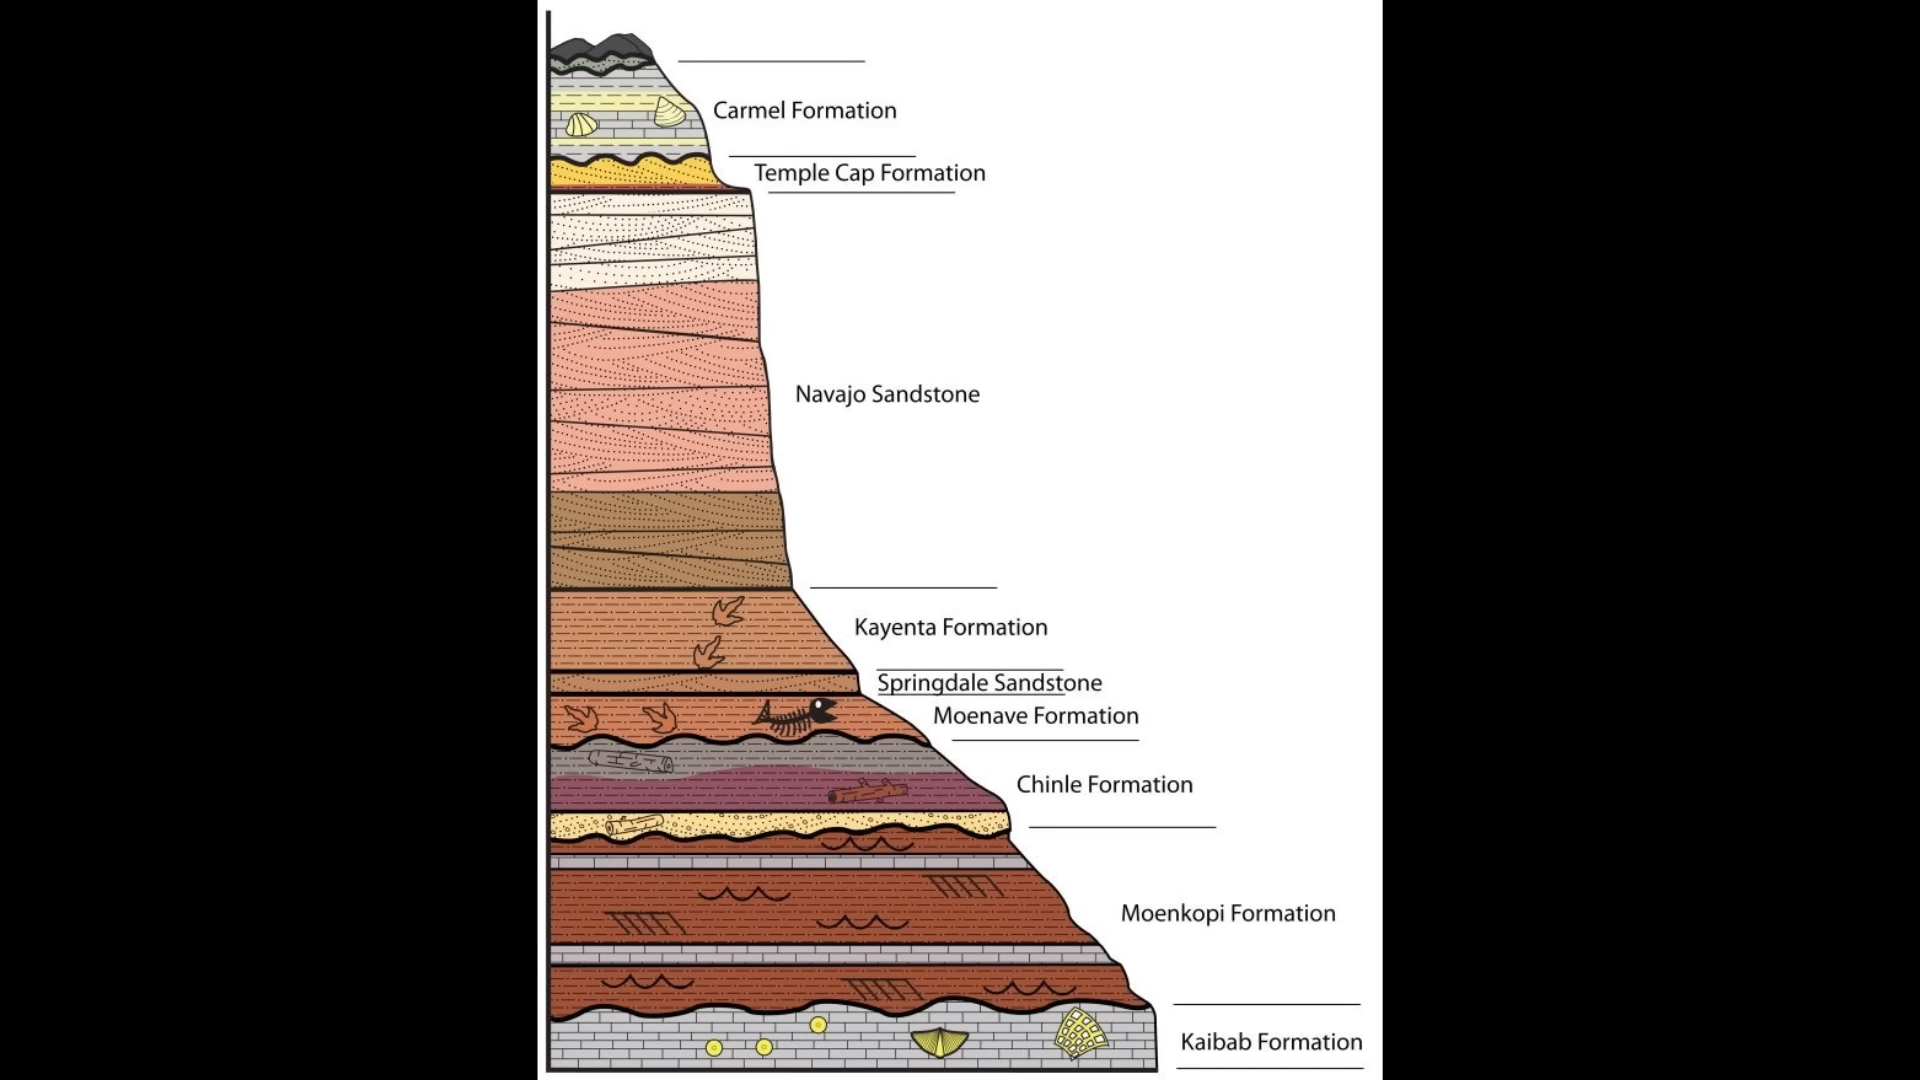 Carmel Formation
Temple Cap Formation
Navajo Sandstone
Kayenta Formation
Springdale Sandstone
Moenave Formation
Chinle Formation
Moenkopi Formation
Kaibab Formation